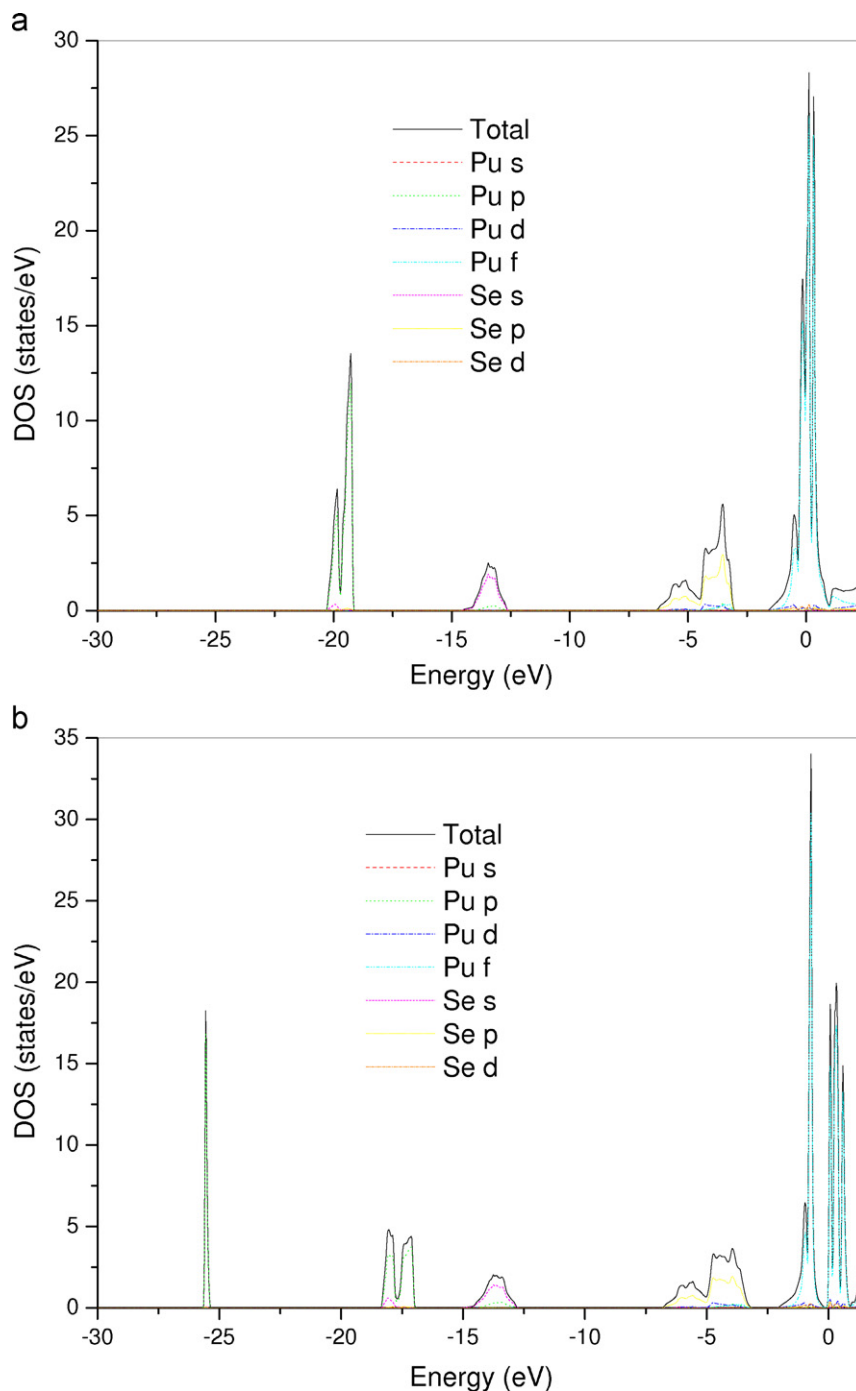 a
30
25
20
15
10
5
0
DOS (states/eV)
Total
Pu s
Pu p
Pu d
Pu f
Se s
Se p
Se d
-30 -25 -20 -15 -10 -5 0
Energy (eV)
b
35
30
25
20
15
10
5
0
DOS (states/eV)
Total
Pu s
Pu p
Pu d
Pu f
Se s
Se p
Se d
-30 -25 -20 -15 -10 -5 0
Energy (eV)